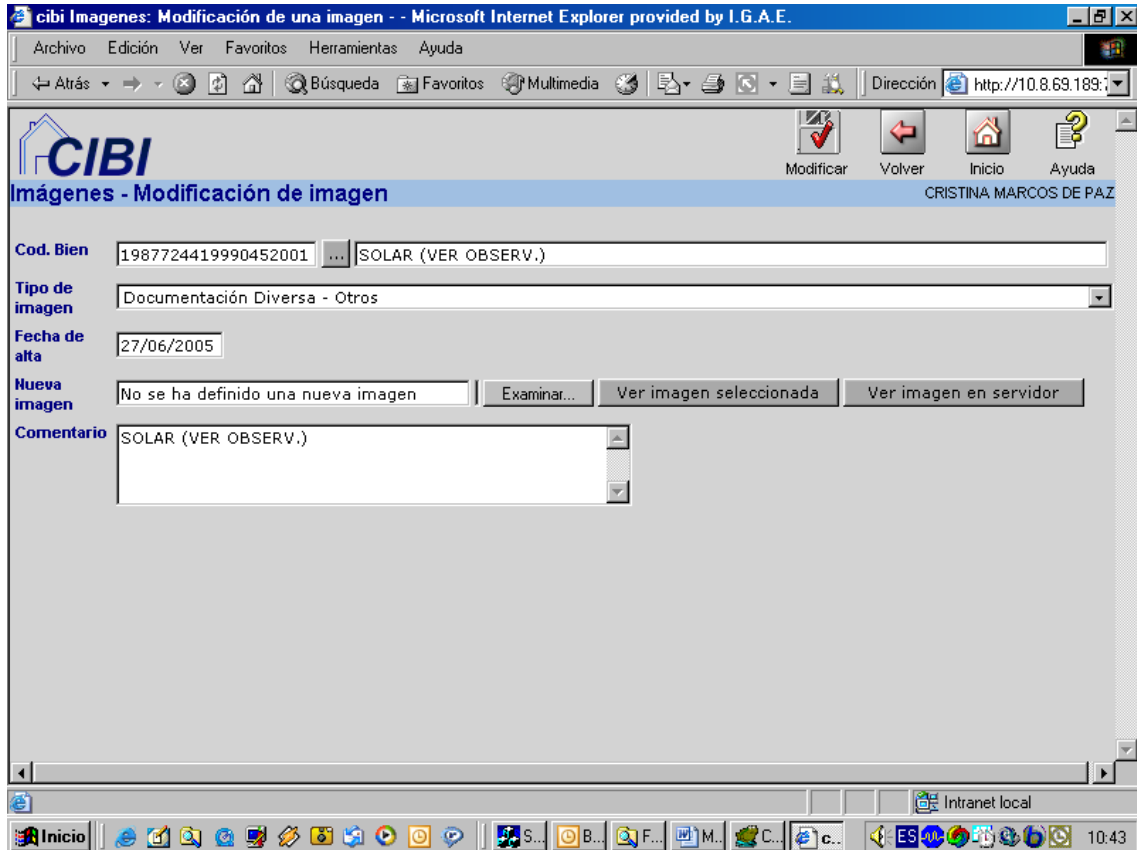 cibi Imagenes: Modificación de una imagen - - Microsoft Internet Explorer provided by I.G.A.E.
Archivo Edición Ver Favoritos Herramientas Ayuda
Atrás Búsqueda Favoritos Multimedia Dirección http://10.8.69.189:
CIBI
Modificar Volver Inicio Ayuda
Imágenes - Modificación de imagen CRISTINA MARCOS DE PAZ
Cod. Bien 1987724419990452001 ... SOLAR (VER OBSERV.)
Tipo de imagen Documentación Diversa - Otros
Fecha de alta 27/06/2005
Nueva imagen No se ha definido una nueva imagen Examinar... Ver imagen seleccionada Ver imagen en servidor
Comentario SOLAR (VER OBSERV.)
Intranet local
Inicio S... B... F... M... C... c... ES 10:43